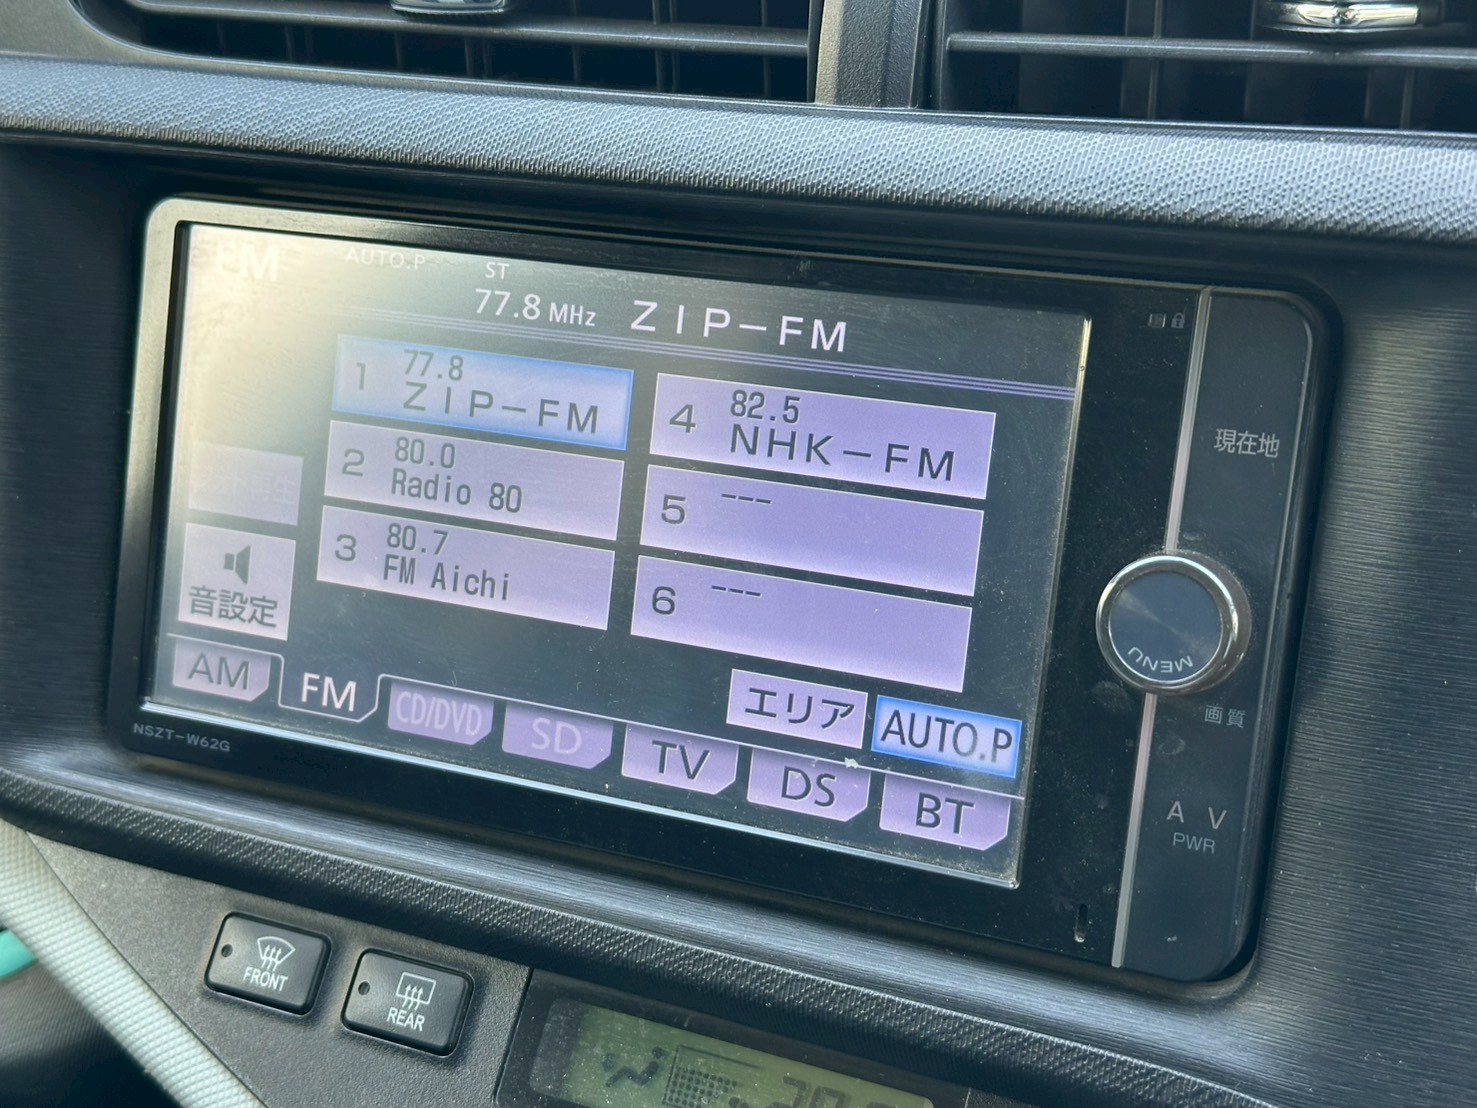 FM
AUTO.P
ST
77.8 MHz ZIP-FM
1 77.8
ZIP-FM
2 80.0
Radio 80
3 80.7
FM Aichi
4 82.5
NHK-FM
5 ---
6 ---
音設定
エリア
AUTO.P
AM
FM
CD/DVD
SD
TV
DS
BT
NSZT-W62G
現在地
MENU
画質
A V
PWR
FRONT
REAR